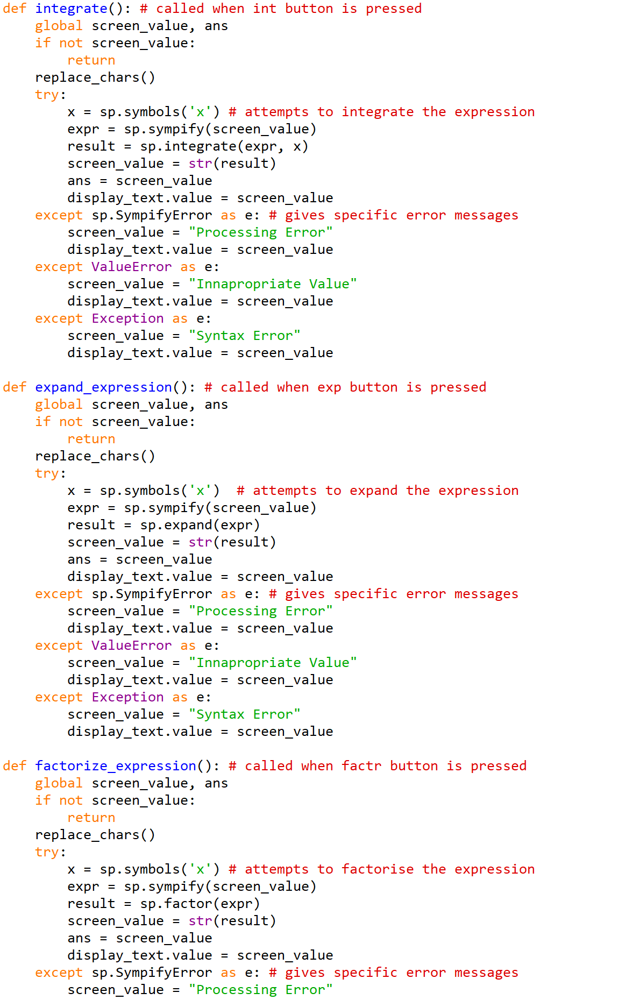 def integrate(): # called when int button is pressed
    global screen_value, ans
    if not screen_value:
        return
    replace_chars()
    try:
        x = sp.symbols('x') # attempts to integrate the expression
        expr = sp.sympify(screen_value)
        result = sp.integrate(expr, x)
        screen_value = str(result)
        ans = screen_value
        display_text.value = screen_value
    except sp.SympifyError as e: # gives specific error messages
        screen_value = "Processing Error"
        display_text.value = screen_value
    except ValueError as e:
        screen_value = "Innapropriate Value"
        display_text.value = screen_value
    except Exception as e:
        screen_value = "Syntax Error"
        display_text.value = screen_value

def expand_expression(): # called when exp button is pressed
    global screen_value, ans
    if not screen_value:
        return
    replace_chars()
    try:
        x = sp.symbols('x')  # attempts to expand the expression
        expr = sp.sympify(screen_value)
        result = sp.expand(expr)
        screen_value = str(result)
        ans = screen_value
        display_text.value = screen_value
    except sp.SympifyError as e: # gives specific error messages
        screen_value = "Processing Error"
        display_text.value = screen_value
    except ValueError as e:
        screen_value = "Innapropriate Value"
        display_text.value = screen_value
    except Exception as e:
        screen_value = "Syntax Error"
        display_text.value = screen_value

def factorize_expression(): # called when factr button is pressed
    global screen_value, ans
    if not screen_value:
        return
    replace_chars()
    try:
        x = sp.symbols('x') # attempts to factorise the expression
        expr = sp.sympify(screen_value)
        result = sp.factor(expr)
        screen_value = str(result)
        ans = screen_value
        display_text.value = screen_value
    except sp.SympifyError as e: # gives specific error messages
        screen_value = "Processing Error"